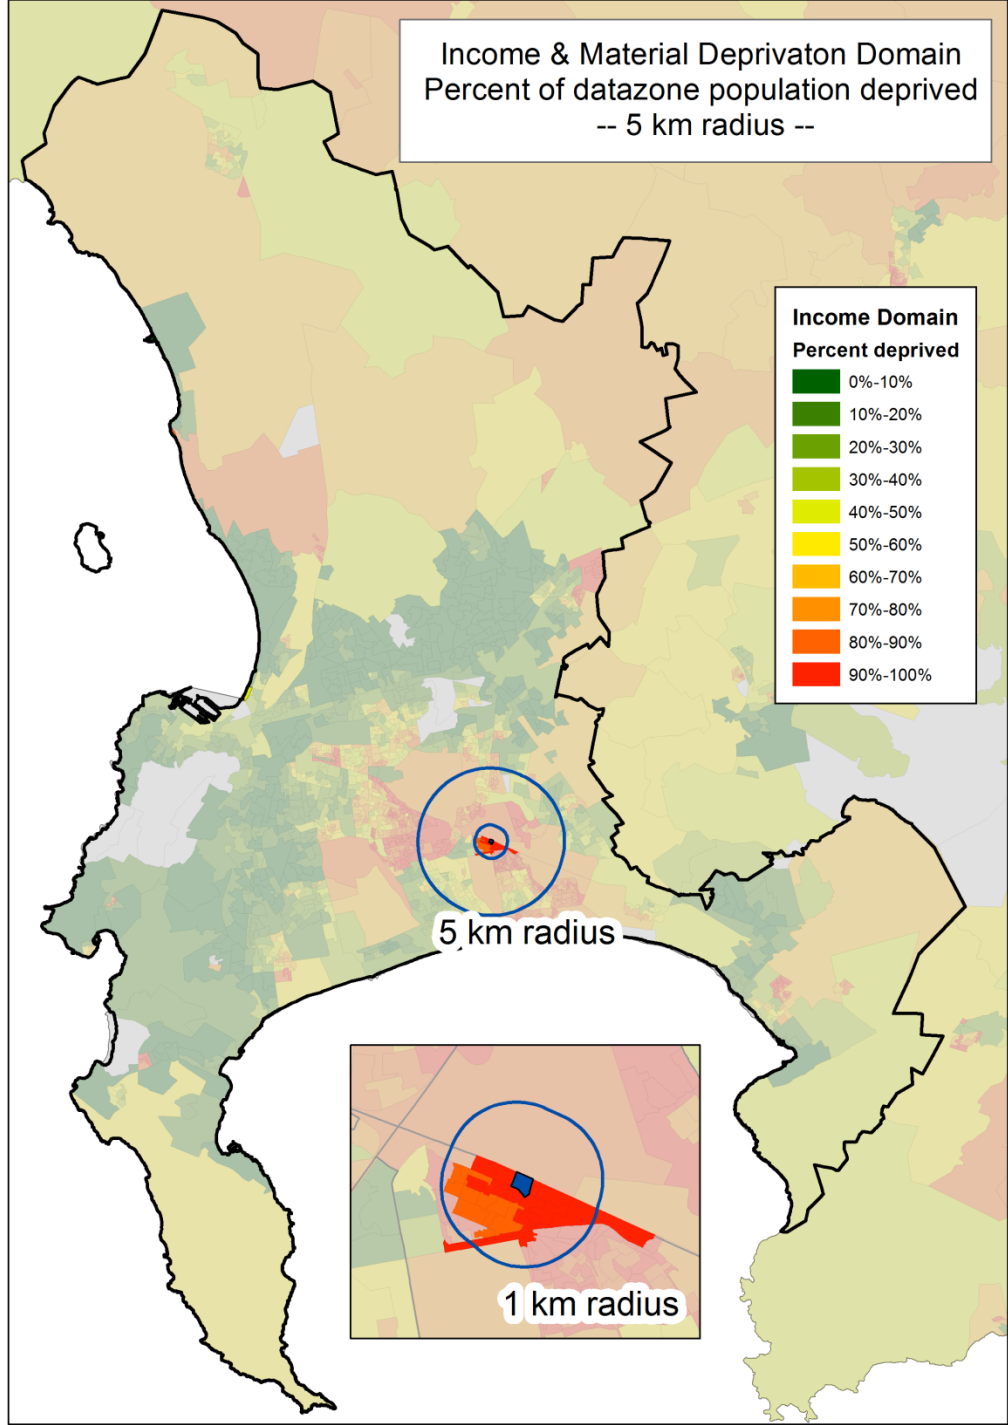 Income & Material Deprivaton Domain
Percent of datazone population deprived
-- 5 km radius --
Income Domain
Percent deprived
0%-10%
10%-20%
20%-30%
30%-40%
40%-50%
50%-60%
60%-70%
70%-80%
80%-90%
90%-100%
5 km radius
1 km radius